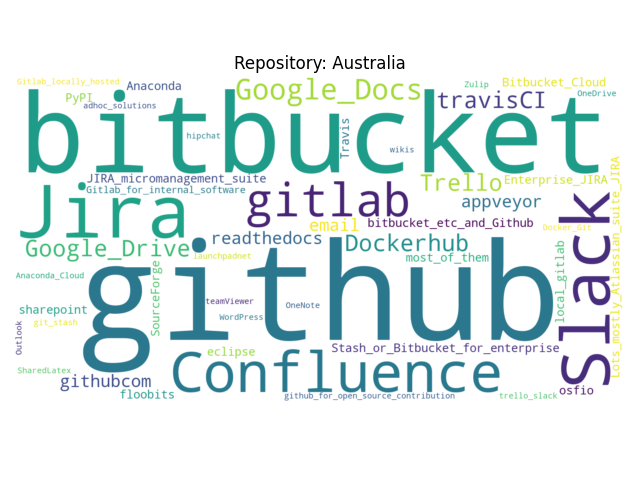 Repository: Australia
Gitlab_locally_hosted
Anaconda
Google_Docs
Zulip
Bitbucket_Cloud
PyPI
adhoc_solutions
travisCI
OneDrive
bitbucket
hipchat
Travis
wikis
JIRA_micromanagement_suite
Gitlab_for_internal_software
Trello
Enterprise_JIRA
Jira
gitlab
appveyor
email
bitbucket_etc_and_Github
Docker_Git
Google_Drive
readthedocs
Dockerhub
launchpadnet
most_of_them
Anaconda_Cloud
SourceForge
github
local_gitlab
Slack
Lots_mostly_Atlassian_suite_JIRA
teamViewer
OneNote
sharepoint
WordPress
git_stash
Outlook
eclipse
Stash_or_Bitbucket_for_enterprise
SharedLatex
githubcom
Confluence
floobits
github_for_open_source_contribution
trello_slack
osfio